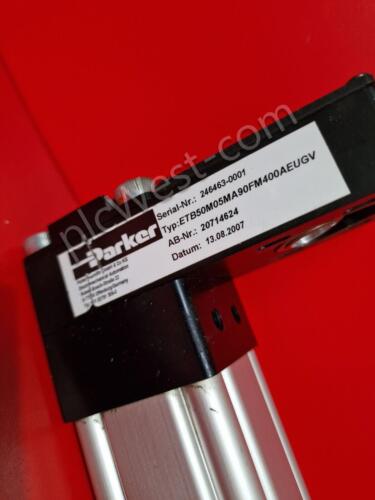 Serial-Nr.: 246463-0001
Typ:ETB50M05MA90FM400AEUGV
AB-Nr.: 20714624
Datum: 13.08.2007
Parker
plcWest.com